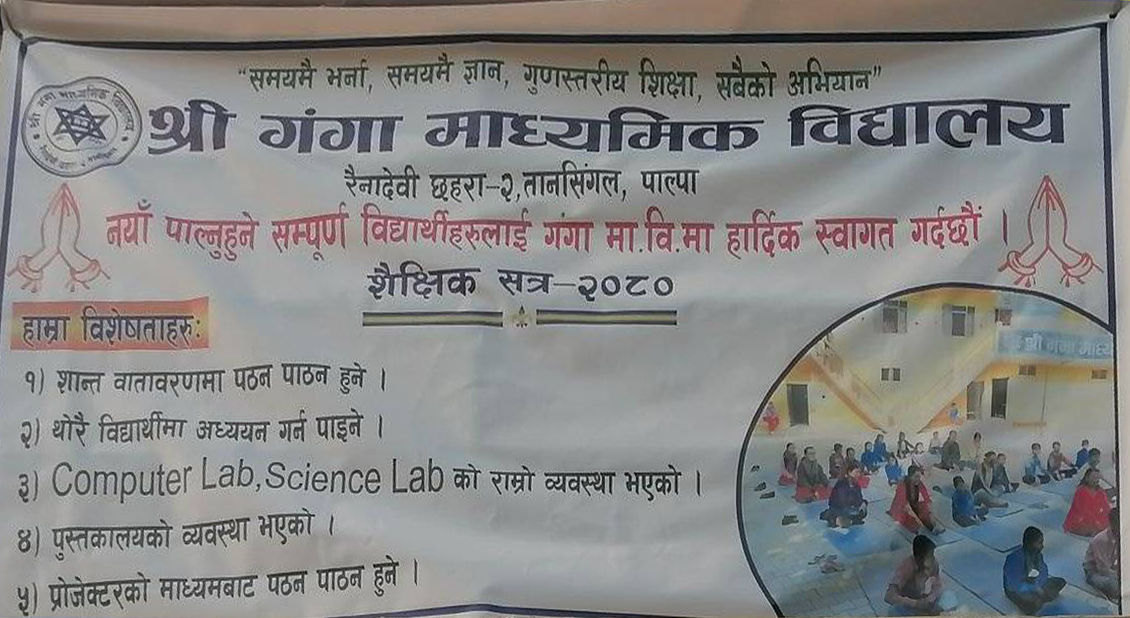 “समयमै भर्ना, समयमै ज्ञान, गुणस्तरीय शिक्षा, सबैको अभियान”
श्री गंगा माध्यमिक विद्यालय
रैनादेवी छहरा-२,तानसिंगल, पाल्पा
नयाँ पाल्नुहुने सम्पूर्ण विद्यार्थीहरुलाई गंगा मा.वि.मा हार्दिक स्वागत गर्दछौं ।
शैक्षिक सत्र-२०८०
हाम्रा विशेषताहरुः
१) शान्त वातावरणमा पठन पाठन हुने ।
२) थोरै विद्यार्थीमा अध्ययन गर्न पाइने ।
३) Computer Lab,Science Lab को राम्रो व्यवस्था भएको ।
४) पुस्तकालयको व्यवस्था भएको ।
५) प्रोजेक्टरको माध्यमबाट पठन पाठन हुने ।
श्री गंगा माध्य